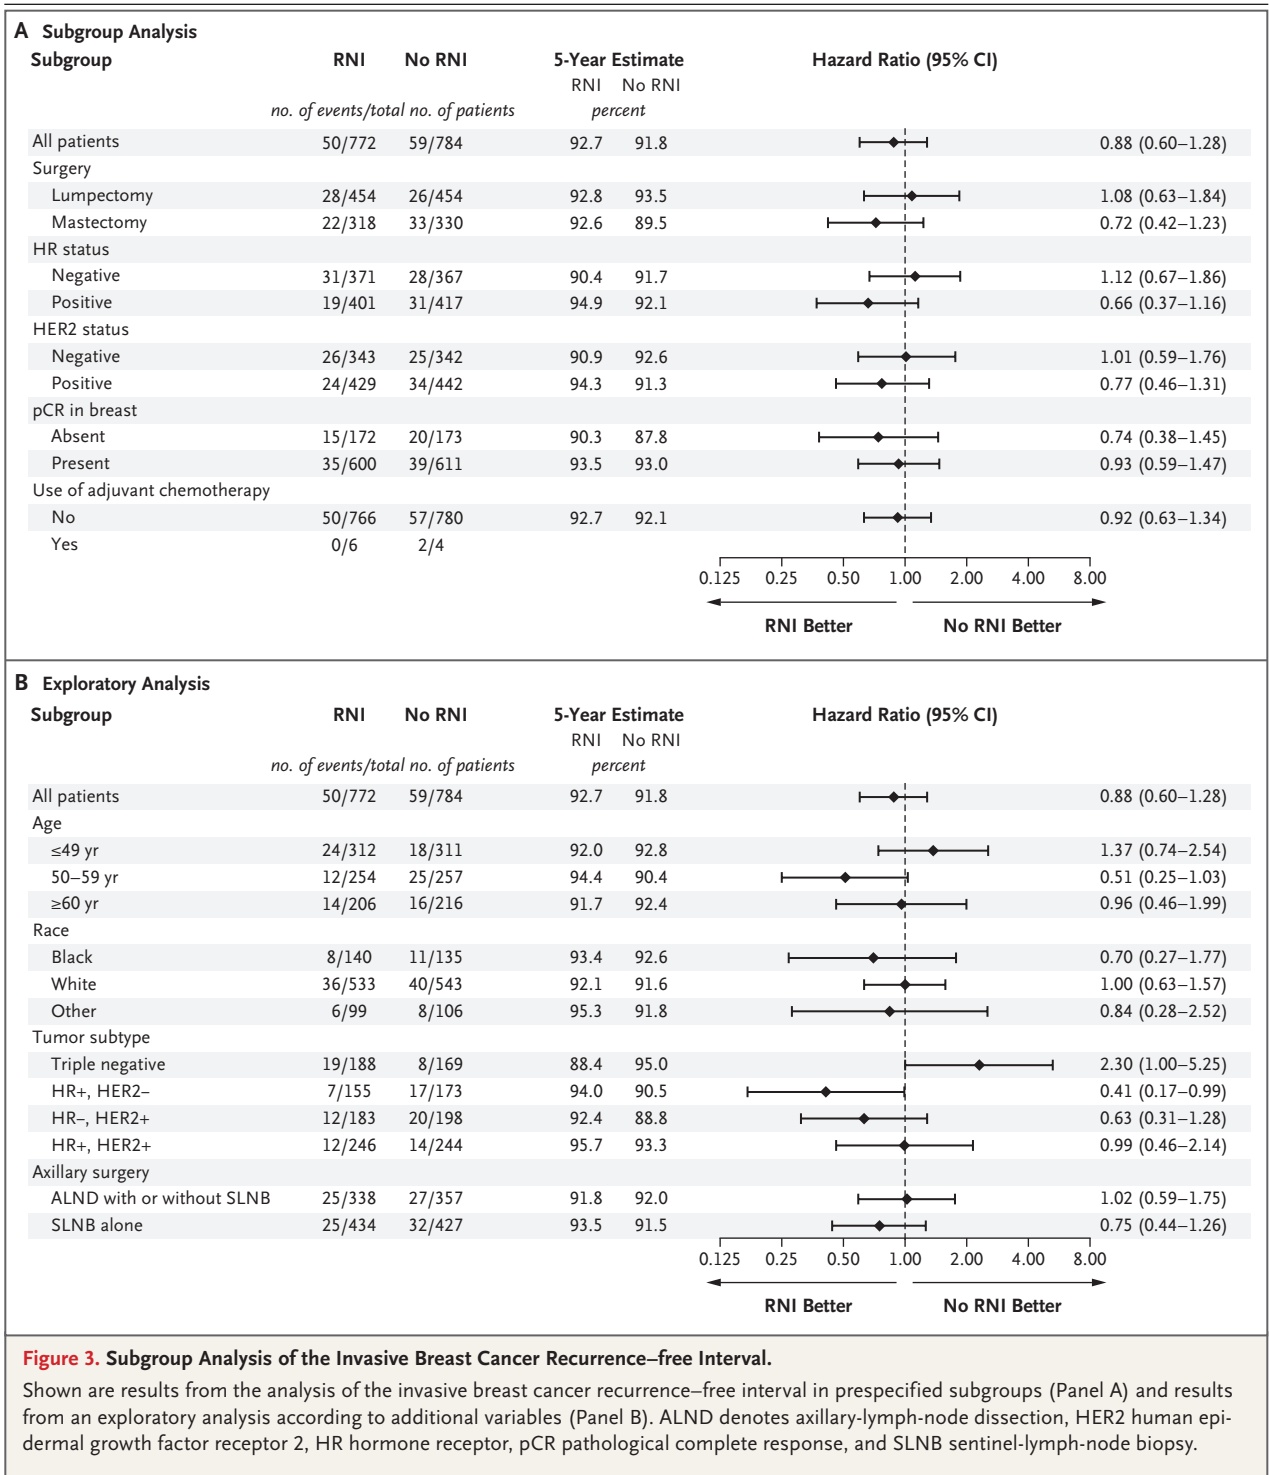 A Subgroup Analysis
Subgroup RNI No RNI 5-Year Estimate Hazard Ratio (95% CI)
RNI No RNI
no. of events/total no. of patients percent
All patients 50/772 59/784 92.7 91.8 0.88 (0.60–1.28)
Surgery
Lumpectomy 28/454 26/454 92.8 93.5 1.08 (0.63–1.84)
Mastectomy 22/318 33/330 92.6 89.5 0.72 (0.42–1.23)
HR status
Negative 31/371 28/367 90.4 91.7 1.12 (0.67–1.86)
Positive 19/401 31/417 94.9 92.1 0.66 (0.37–1.16)
HER2 status
Negative 26/343 25/342 90.9 92.6 1.01 (0.59–1.76)
Positive 24/429 34/442 94.3 91.3 0.77 (0.46–1.31)
pCR in breast
Absent 15/172 20/173 90.3 87.8 0.74 (0.38–1.45)
Present 35/600 39/611 93.5 93.0 0.93 (0.59–1.47)
Use of adjuvant chemotherapy
No 50/766 57/780 92.7 92.1 0.92 (0.63–1.34)
Yes 0/6 2/4
0.125 0.25 0.50 1.00 2.00 4.00 8.00
RNI Better No RNI Better
B Exploratory Analysis
Subgroup RNI No RNI 5-Year Estimate Hazard Ratio (95% CI)
RNI No RNI
no. of events/total no. of patients percent
All patients 50/772 59/784 92.7 91.8 0.88 (0.60–1.28)
Age
≤49 yr 24/312 18/311 92.0 92.8 1.37 (0.74–2.54)
50–59 yr 12/254 25/257 94.4 90.4 0.51 (0.25–1.03)
≥60 yr 14/206 16/216 91.7 92.4 0.96 (0.46–1.99)
Race
Black 8/140 11/135 93.4 92.6 0.70 (0.27–1.77)
White 36/533 40/543 92.1 91.6 1.00 (0.63–1.57)
Other 6/99 8/106 95.3 91.8 0.84 (0.28–2.52)
Tumor subtype
Triple negative 19/188 8/169 88.4 95.0 2.30 (1.00–5.25)
HR+, HER2− 7/155 17/173 94.0 90.5 0.41 (0.17–0.99)
HR−, HER2+ 12/183 20/198 92.4 88.8 0.63 (0.31–1.28)
HR+, HER2+ 12/246 14/244 95.7 93.3 0.99 (0.46–2.14)
Axillary surgery
ALND with or without SLNB 25/338 27/357 91.8 92.0 1.02 (0.59–1.75)
SLNB alone 25/434 32/427 93.5 91.5 0.75 (0.44–1.26)
0.125 0.25 0.50 1.00 2.00 4.00 8.00
RNI Better No RNI Better
Figure 3. Subgroup Analysis of the Invasive Breast Cancer Recurrence–free Interval.
Shown are results from the analysis of the invasive breast cancer recurrence–free interval in prespecified subgroups (Panel A) and results
from an exploratory analysis according to additional variables (Panel B). ALND denotes axillary-lymph-node dissection, HER2 human epi-
dermal growth factor receptor 2, HR hormone receptor, pCR pathological complete response, and SLNB sentinel-lymph-node biopsy.